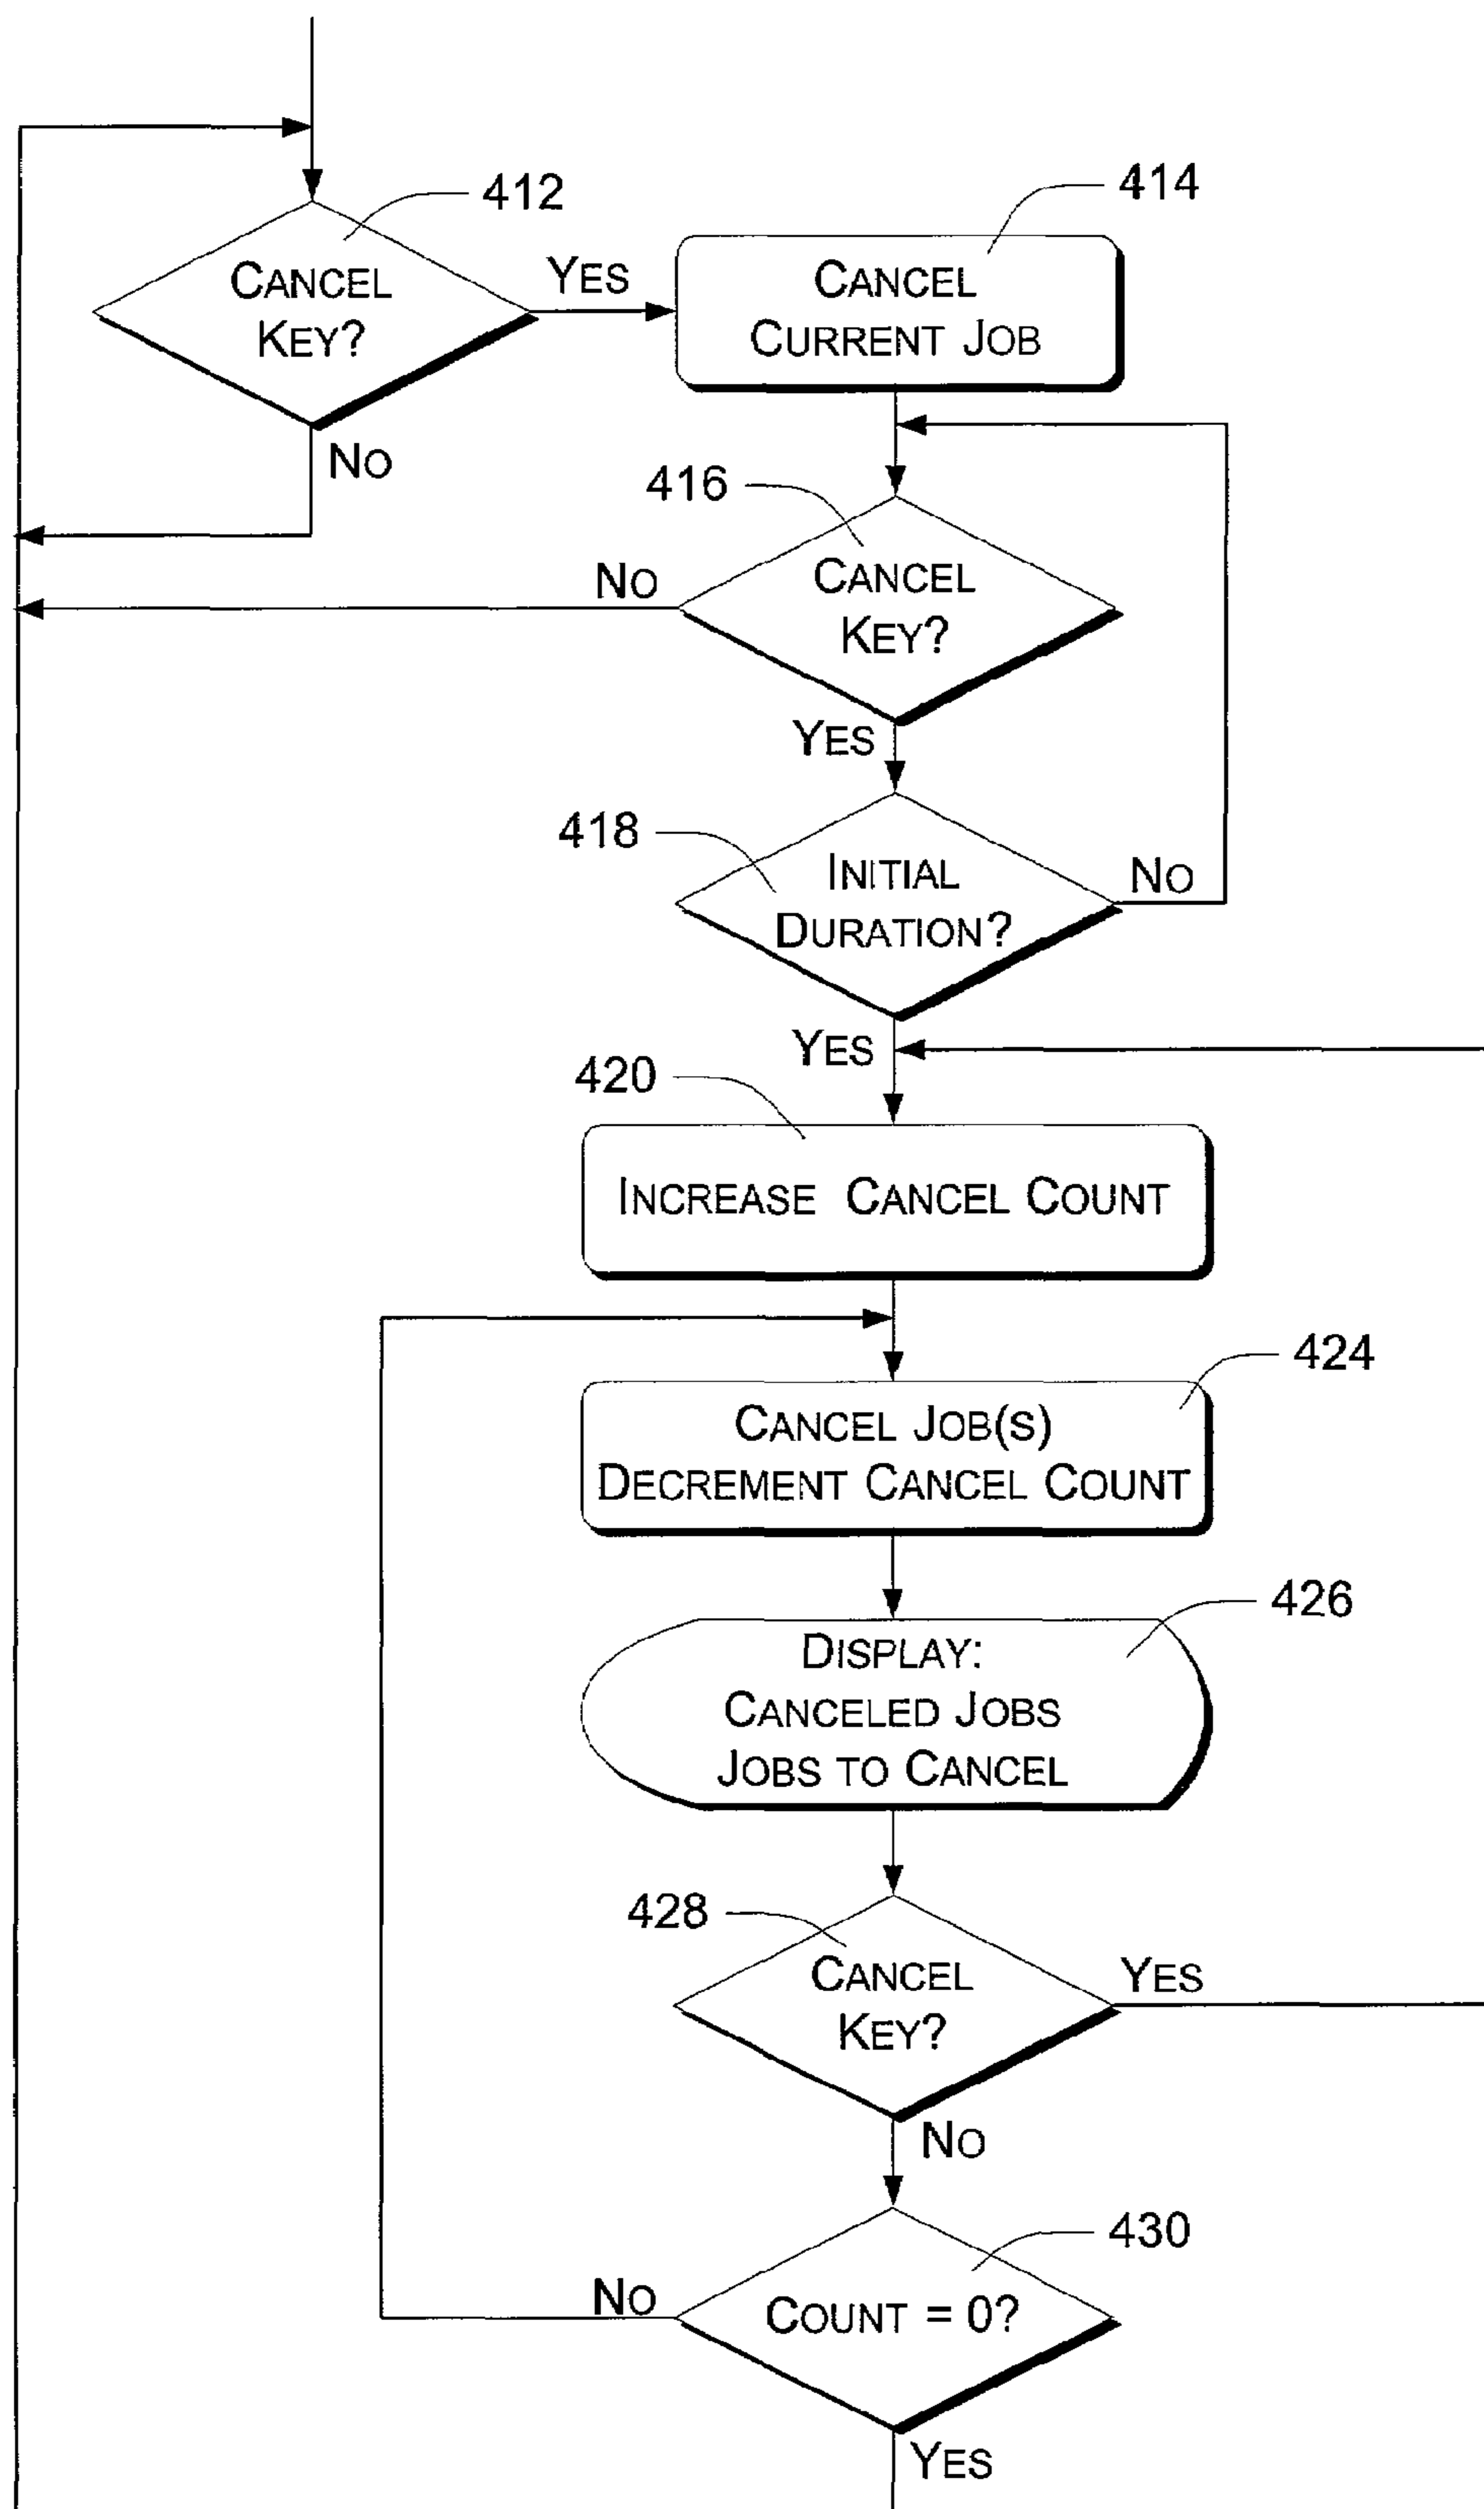 412
414
CANCEL
KEY?
YES
CANCEL
CURRENT JOB
NO
416
CANCEL
KEY?
NO
YES
418
INITIAL
DURATION?
NO
YES
420
INCREASE CANCEL COUNT
424
CANCEL JOB(S)
DECREMENT CANCEL COUNT
426
DISPLAY:
CANCELED JOBS
JOBS TO CANCEL
428
CANCEL
KEY?
YES
NO
430
NO
COUNT = 0?
YES